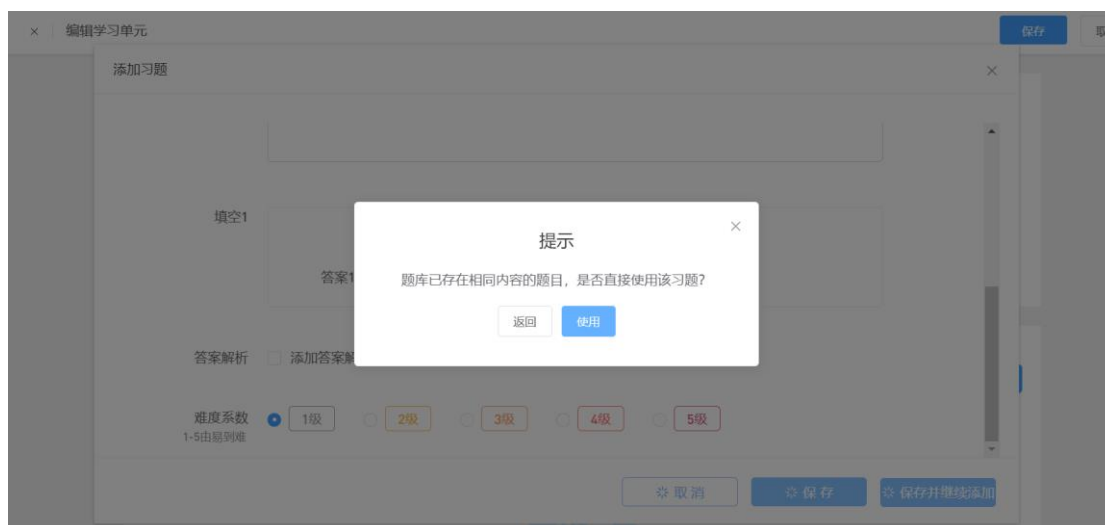 × 编辑学习单元 保存 取
添加习题 ×
填空1
答案1
提示 ×
题库已存在相同内容的题目，是否直接使用该习题？
返回 使用
答案解析 添加答案解
难度系数 1级 2级 3级 4级 5级
1-5由易到难
取消 保存 保存并继续添加